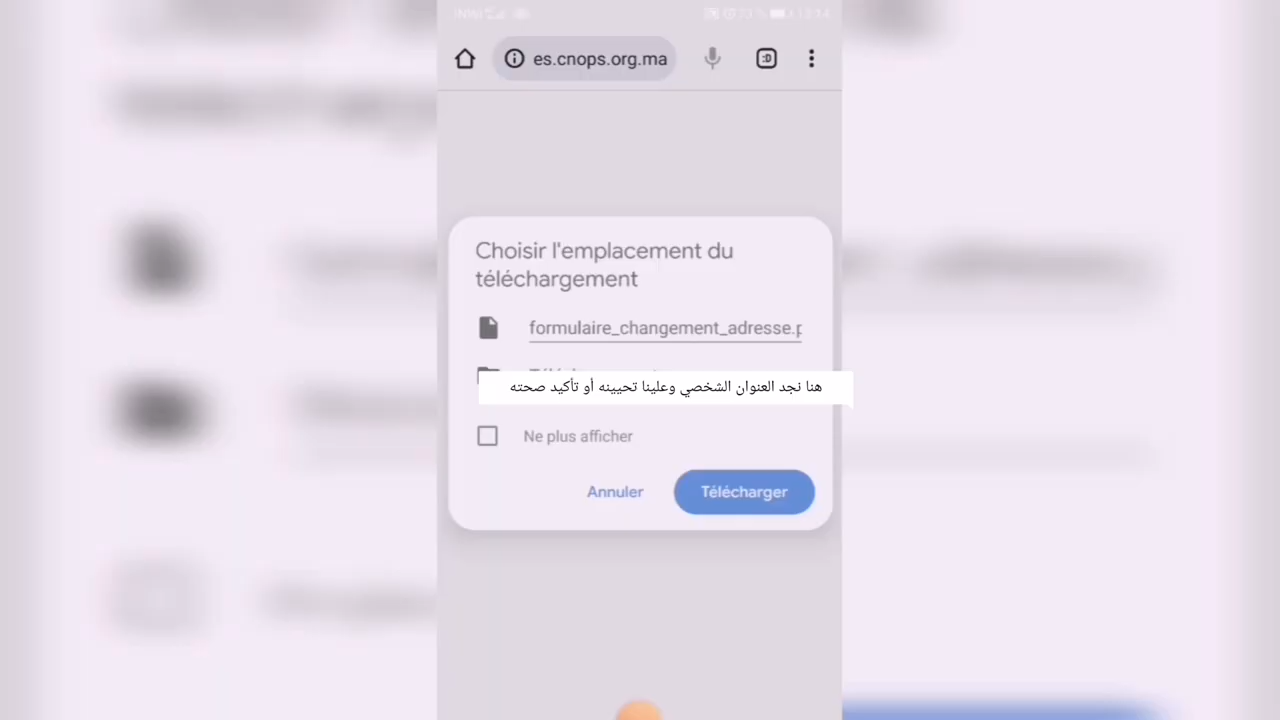 es.cnops.org.ma
:D
Choisir l'emplacement du
téléchargement
formulaire_changement_adresse.p
هنا نجد العنوان الشخصي وعلينا تحيينه أو تأكيد صحته
Ne plus afficher
Annuler
Télécharger